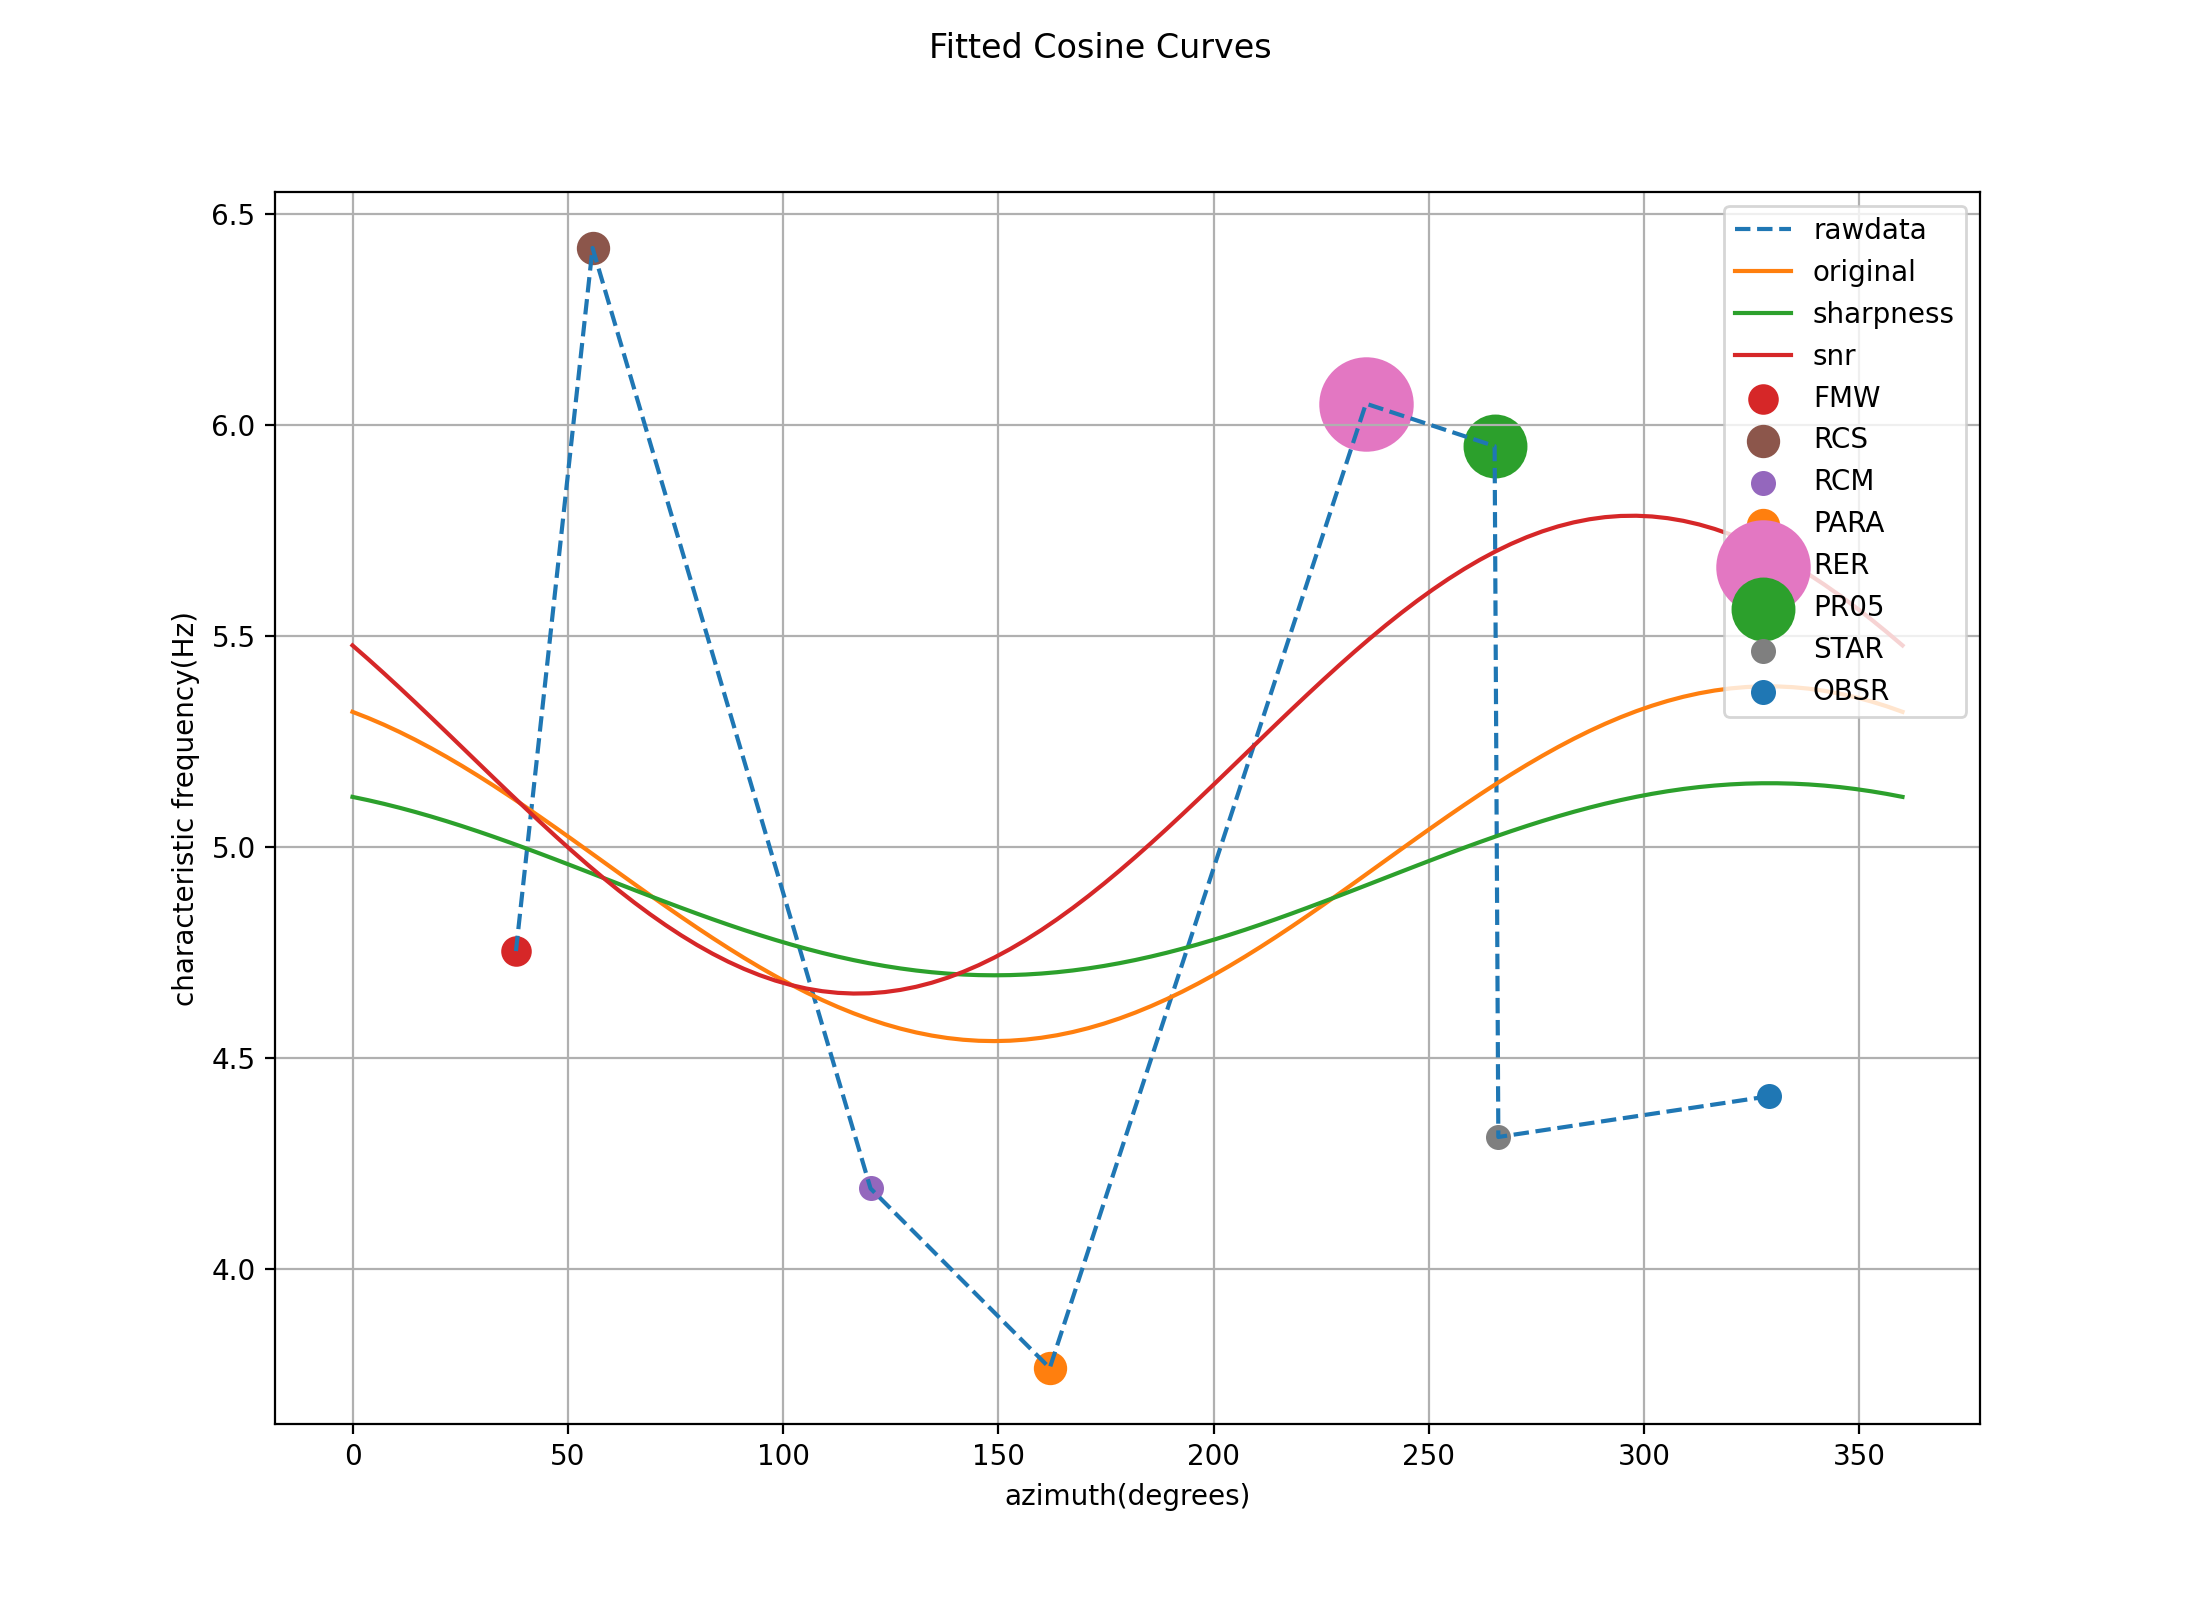 Fitted Cosine Curves
6.5
6.0
5.5
5.0
4.5
4.0
characteristic frequency(Hz)
rawdata
original
sharpness
snr
FMW
RCS
RCM
PARA
RER
PR05
STAR
OBSR
0 50 100 150 200 250 300 350
azimuth(degrees)